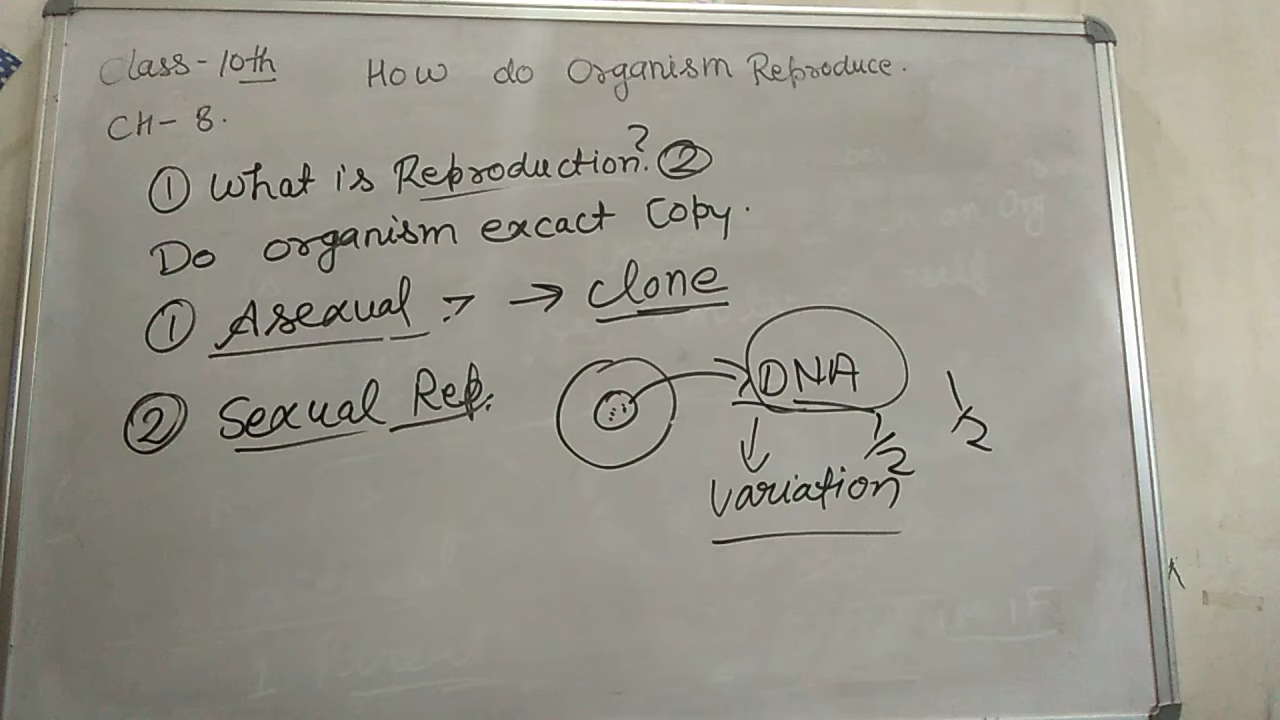 Class-10th How do Organism Reproduce.
CH-8.
① What is Reproduction? ②
Do organism excact Copy.
① Asexual :→ → Clone
② Sexual Rep.
DNA
1/2
1/2
Variation